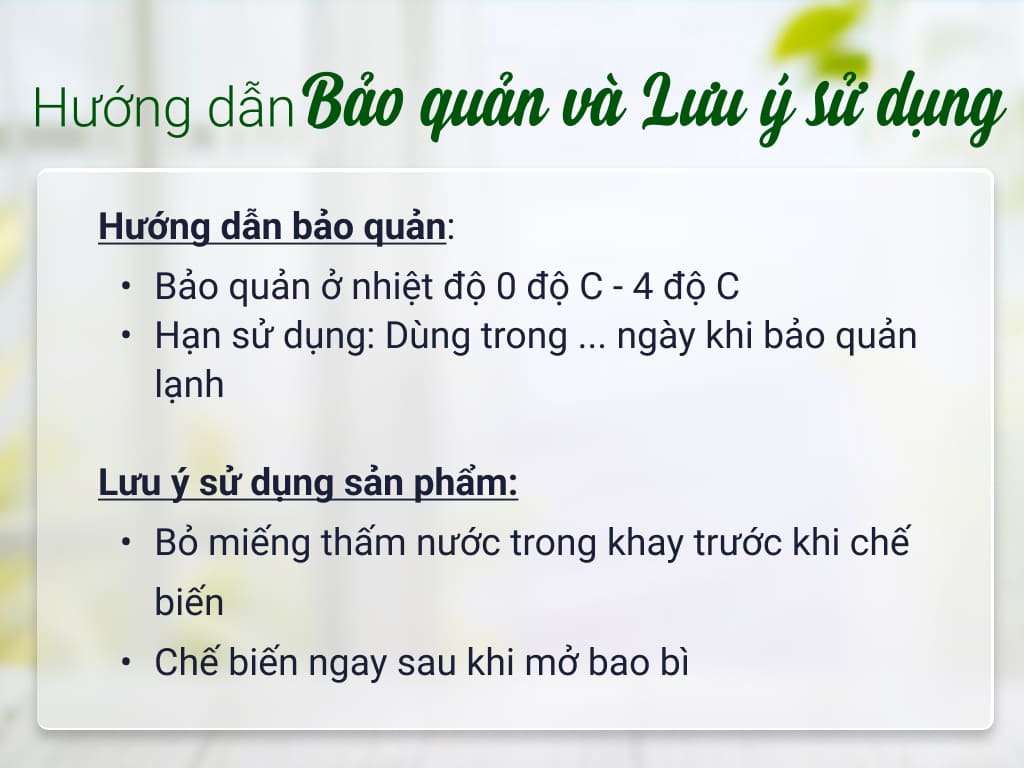 Hướng dẫn Bảo quản và Lưu ý sử dụng
Hướng dẫn bảo quản:
• Bảo quản ở nhiệt độ 0 độ C - 4 độ C
• Hạn sử dụng: Dùng trong ... ngày khi bảo quản
lạnh
Lưu ý sử dụng sản phẩm:
• Bỏ miếng thấm nước trong khay trước khi chế
biến
• Chế biến ngay sau khi mở bao bì